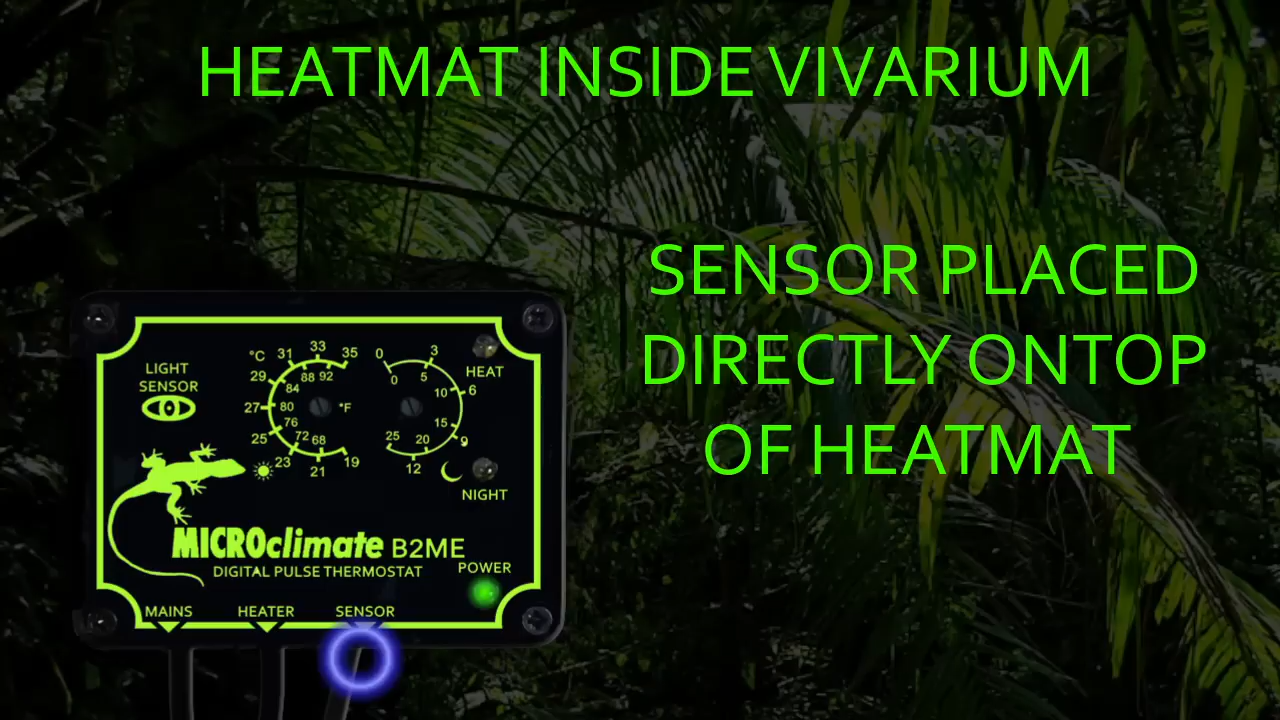 HEATMAT INSIDE VIVARIUM
SENSOR PLACED
DIRECTLY ONTOP
OF HEATMAT
LIGHT
SENSOR
°C 31 33 35
29 84 88 92
27 80 °F
25 76 72 68
23 21 19
0 3
0 5
10 6
15 9
25 20
12
HEAT
NIGHT
MICROclimate B2ME
DIGITAL PULSE THERMOSTAT
POWER
MAINS HEATER SENSOR